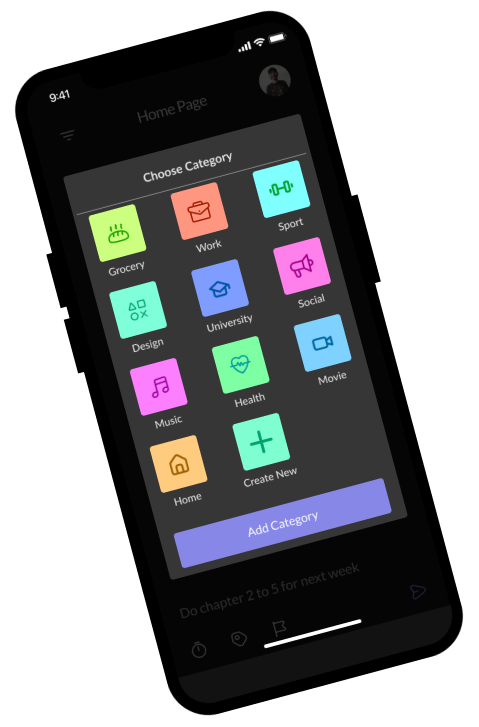 9:41
Home Page
Choose Category
Grocery
Work
Sport
Design
University
Social
Music
Health
Movie
Home
Create New
Add Category
Do chapter 2 to 5 for next week